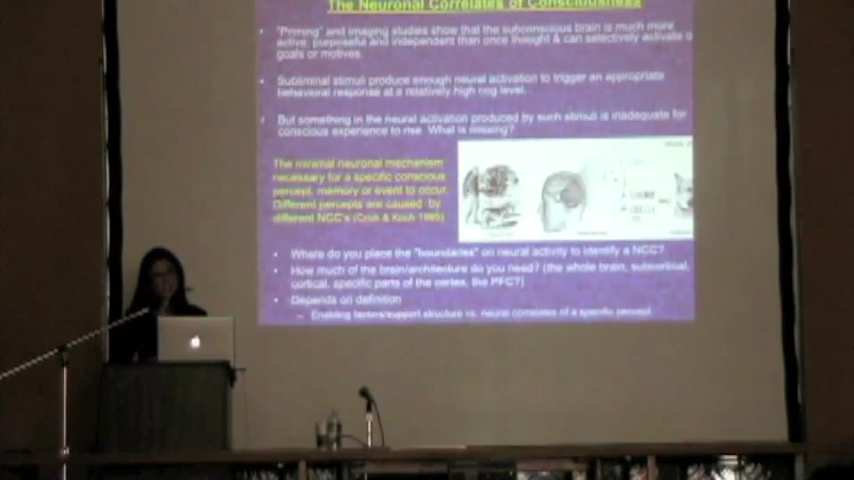 The Neuronal Correlates of Consciousness
"Priming" and imaging studies show that the subconscious brain is much more
active, purposeful and independent than once thought & can selectively activate
goals or motives.
Subliminal stimuli produce enough neural activation to trigger an appropriate
behavioral response at a relatively high cog level.
But something in the neural activation produced by such stimuli is inadequate for
conscious experience to rise. What is missing?
The minimal neuronal mechanism
necessary for a specific conscious
percept, memory or event to occur.
Different percepts are caused by
different NCC's (Crick & Koch 1995)
Where do you place the "boundaries" on neural activity to identify a NCC?
How much of the brain/architecture do you need? (the whole brain, subcortical,
cortical, specific parts of the cortex, the PFC?)
Depends on definition
– Enabling factors/support structure vs. neural correlates of a specific percept